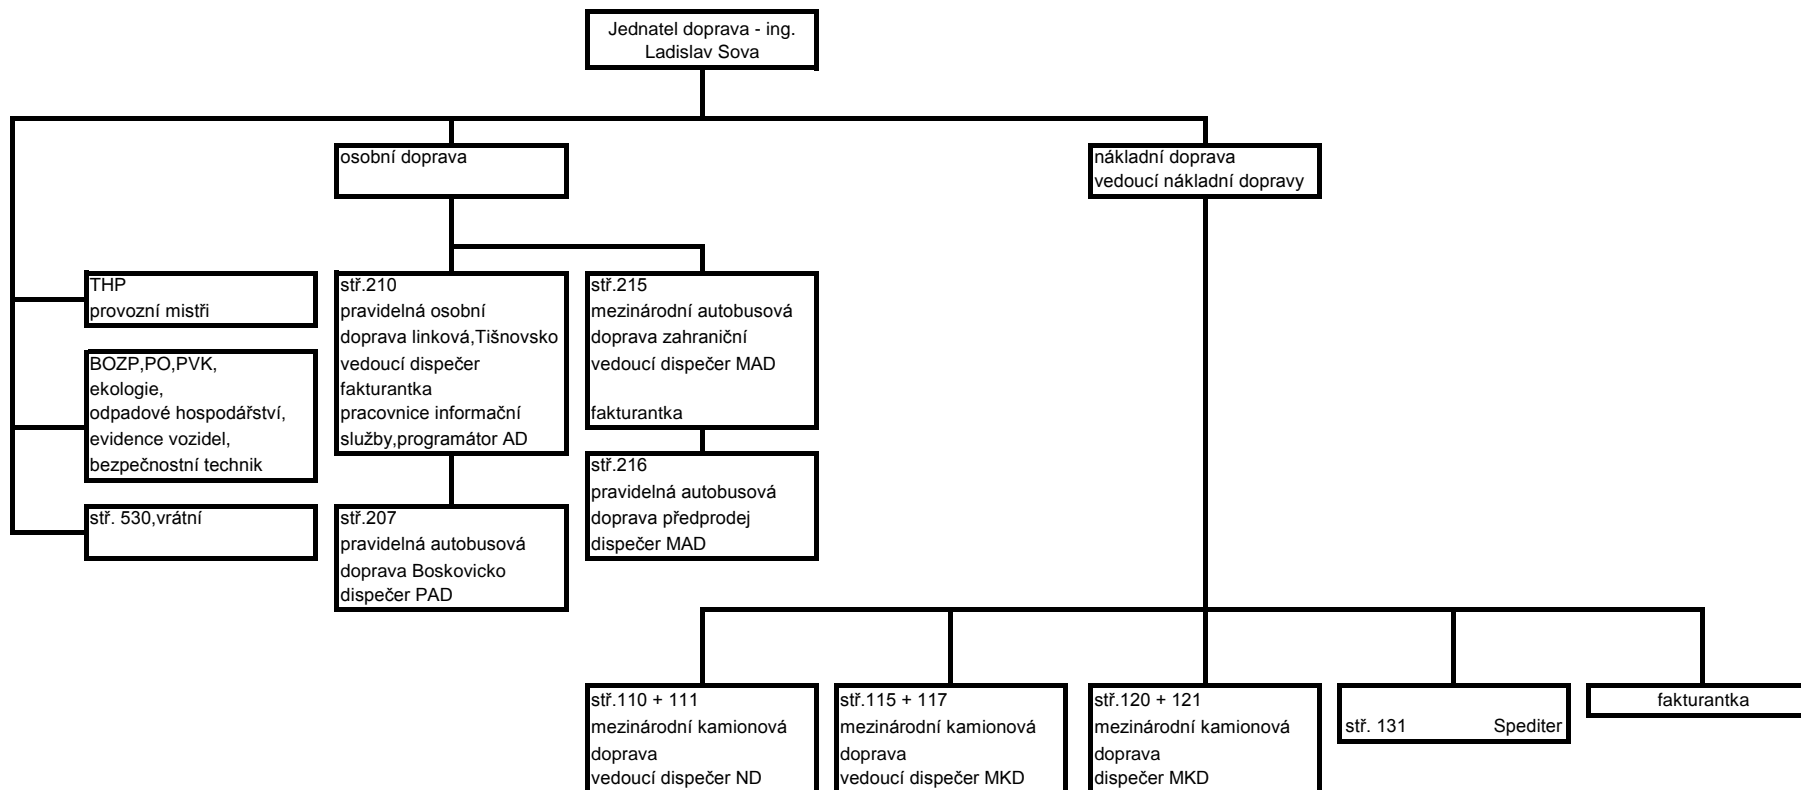 Jednatel doprava - ing.
Ladislav Sova
osobní doprava
nákladní doprava
vedoucí nákladní dopravy
THP
provozní mistři
BOZP,PO,PVK,
ekologie,
odpadové hospodářství,
evidence vozidel,
bezpečnostní technik
stř. 530,vrátní
stř.210
pravidelná osobní
doprava linková,Tišnovsko
vedoucí dispečer
fakturantka
pracovnice informační
služby,programátor AD
stř.207
pravidelná autobusová
doprava Boskovicko
dispečer PAD
stř.215
mezinárodní autobusová
doprava zahraniční
vedoucí dispečer MAD
fakturantka
stř.216
pravidelná autobusová
doprava předprodej
dispečer MAD
stř.110 + 111
mezinárodní kamionová
doprava
vedoucí dispečer ND
stř.115 + 117
mezinárodní kamionová
doprava
vedoucí dispečer MKD
stř.120 + 121
mezinárodní kamionová
doprava
dispečer MKD
stř. 131 Spediter
fakturantka